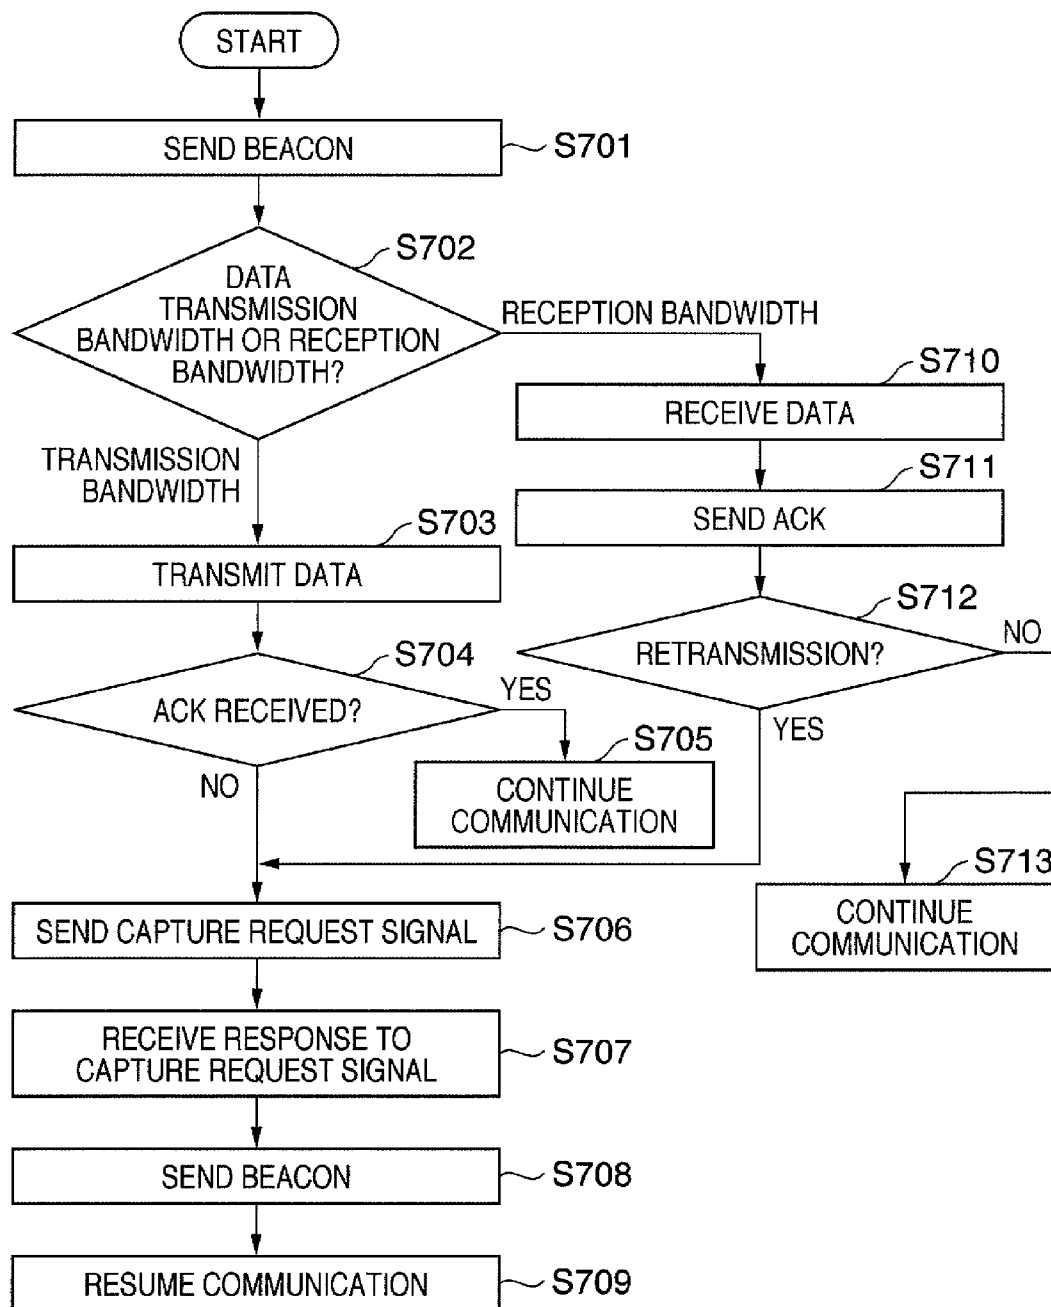 START
SEND BEACON
S701
S702
DATA
TRANSMISSION
BANDWIDTH OR RECEPTION
BANDWIDTH?
RECEPTION BANDWIDTH
TRANSMISSION
BANDWIDTH
S710
RECEIVE DATA
S711
SEND ACK
S703
TRANSMIT DATA
S712
RETRANSMISSION?
NO
YES
S704
ACK RECEIVED?
YES
NO
S705
CONTINUE
COMMUNICATION
S713
CONTINUE
COMMUNICATION
SEND CAPTURE REQUEST SIGNAL
S706
RECEIVE RESPONSE TO
CAPTURE REQUEST SIGNAL
S707
SEND BEACON
S708
RESUME COMMUNICATION
S709